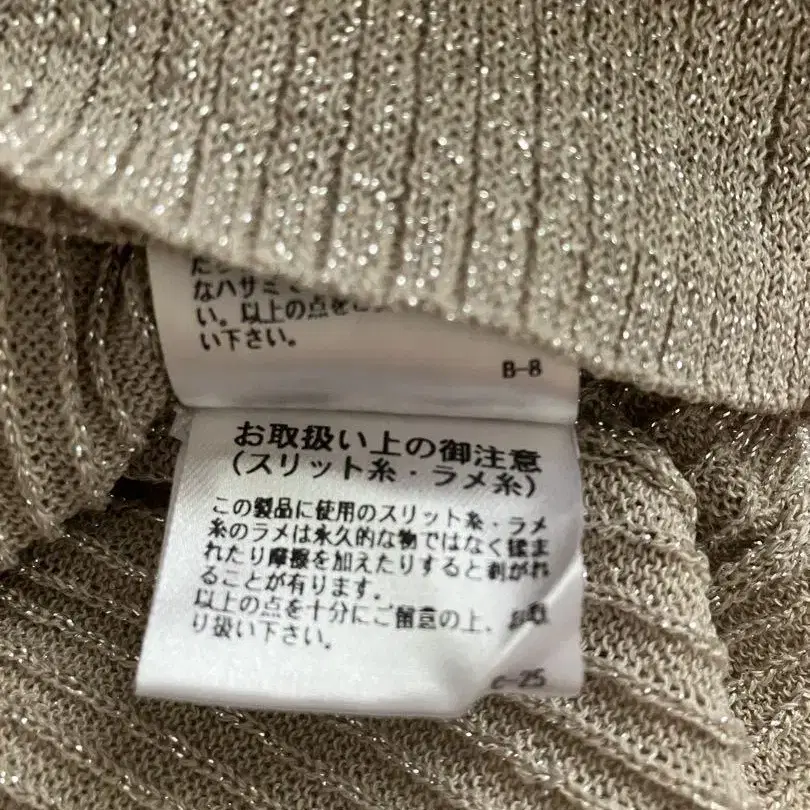 なハサミ
い。以上の点を
い下さい。
B-8
お取扱い上の御注意
(スリット糸・ラメ糸)
この製品に使用のスリット糸・ラメ
糸のラメは永久的な物ではなく揉ま
れたり摩擦を加えたりすると剥がれ
ることが有ります。
以上の点を十分にご留意の上、お取
り扱い下さい。
c-25